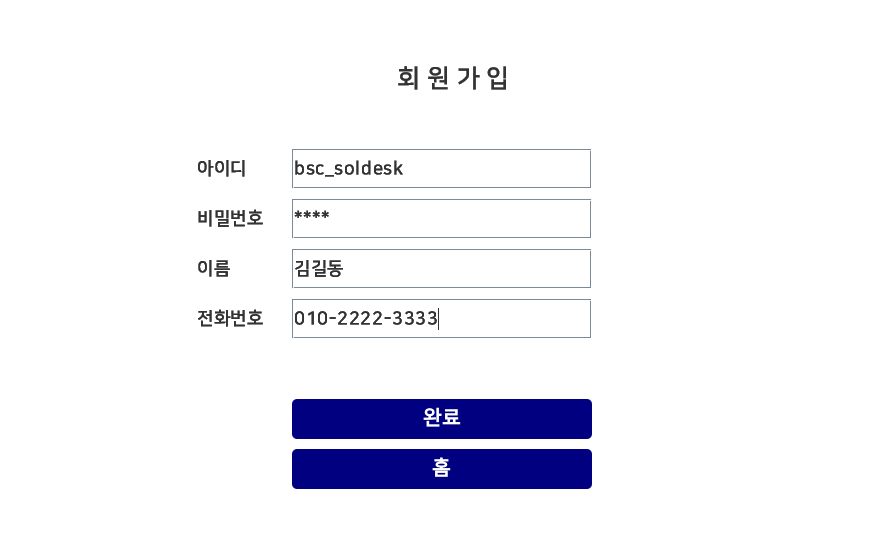 회 원 가 입
아이디 bsc_soldesk
비밀번호 ****
이름 김길동
전화번호 010-2222-3333
완료
홈